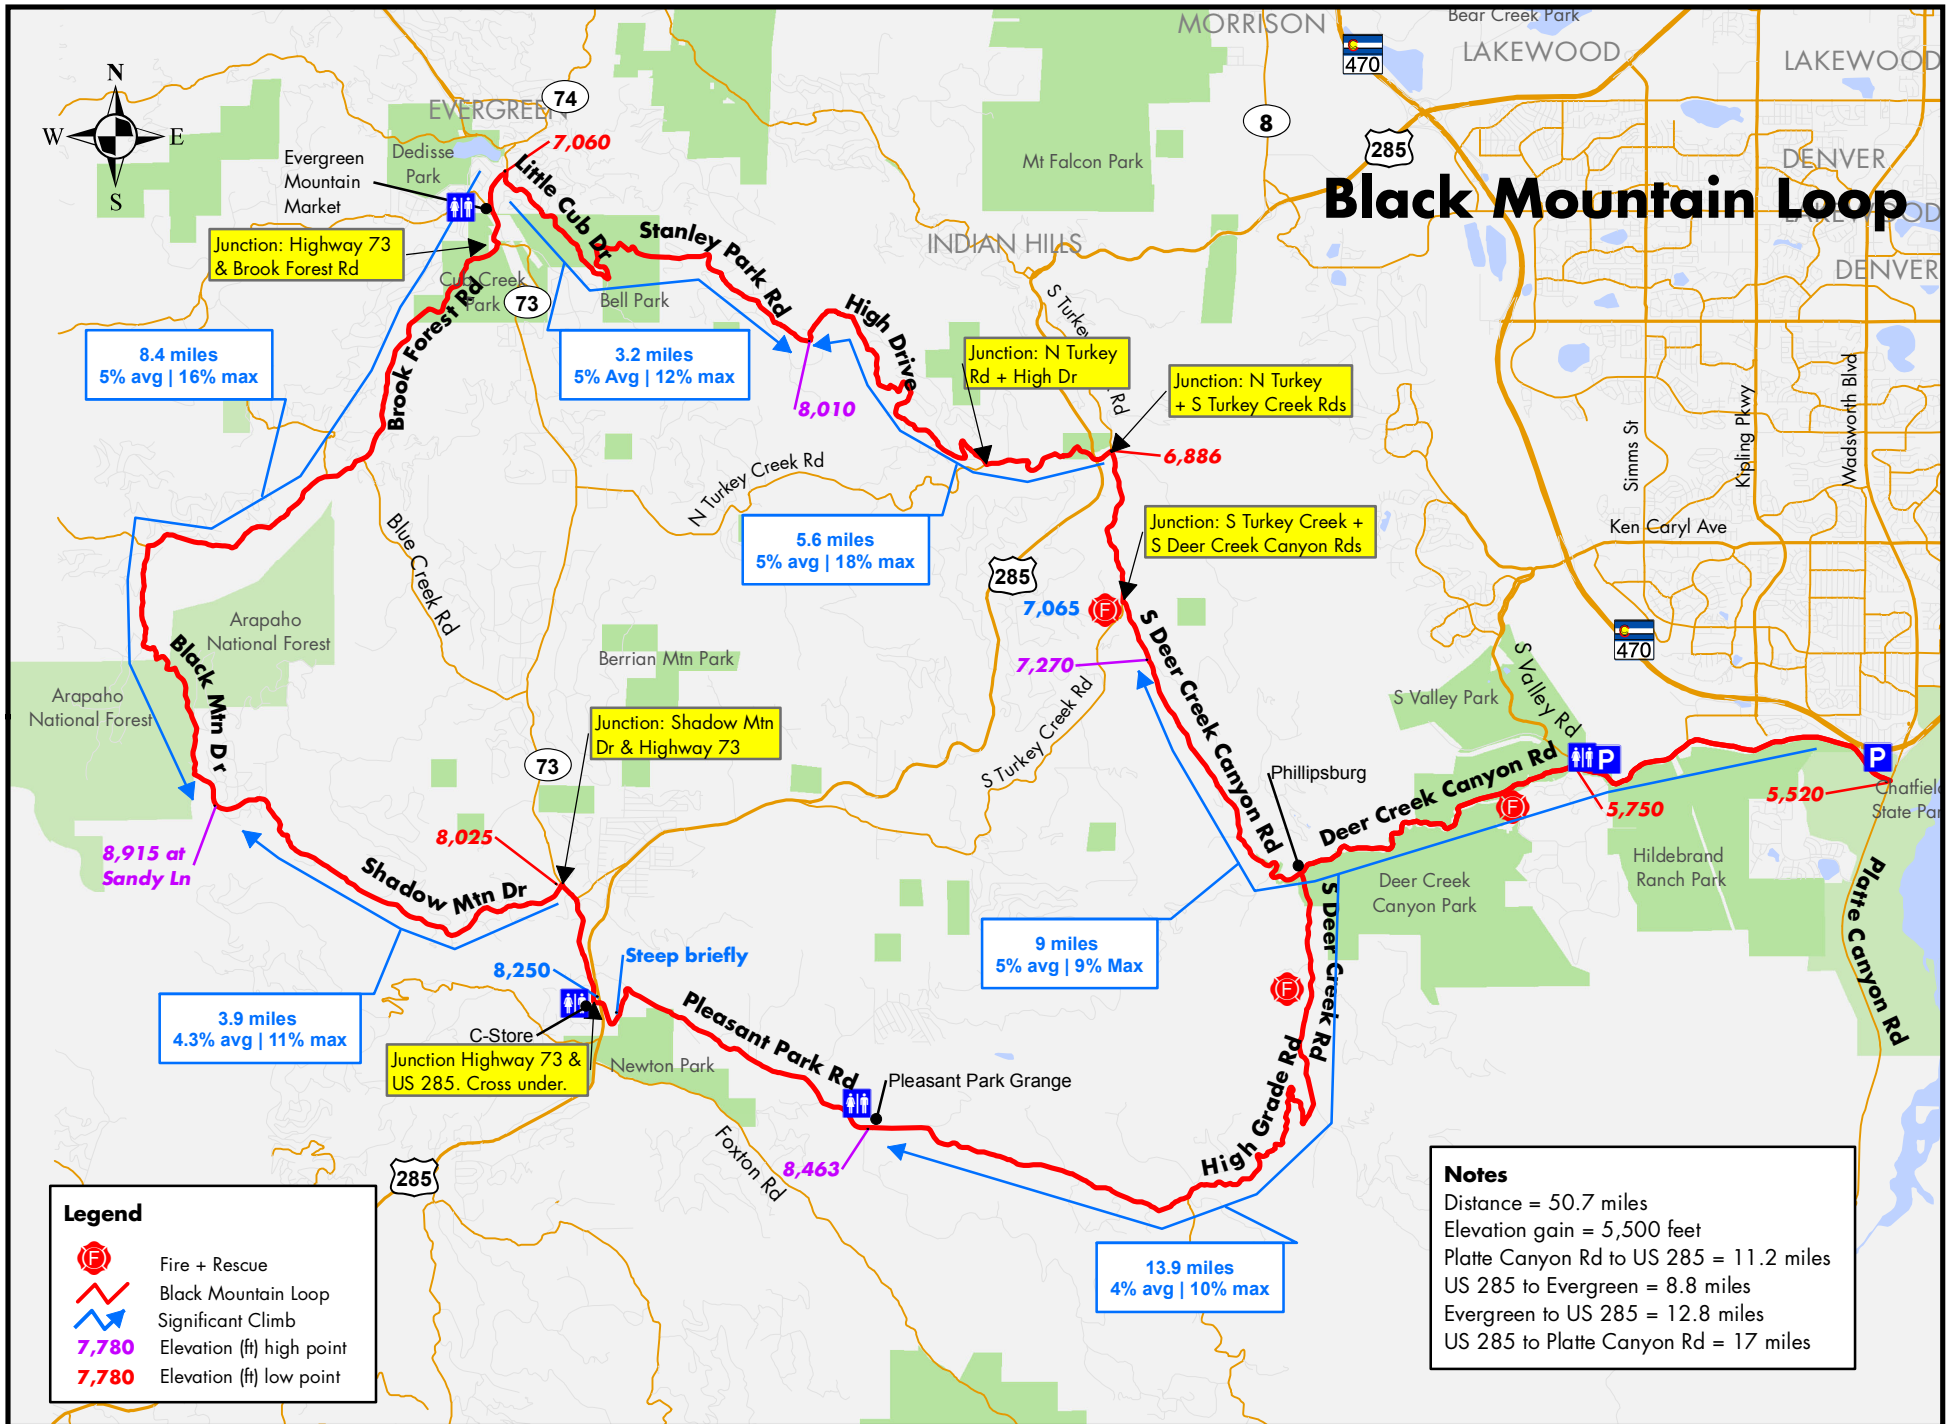 Black Mountain Loop
MORRISON
Bear Creek Park
LAKEWOOD
LAKEWOOD
470
N
W
E
S
EVERGREEN
74
8
285
DENVER
LAKEWOOD
DENVER
7,060
Evergreen
Mountain
Market
Dedisse
Park
Mt Falcon Park
INDIAN HILLS
Little Cub Dr
Stanley Park Rd
High Drive
Junction: Highway 73
& Brook Forest Rd
Cub Creek
Park
73
Bell Park
S Turkey
Rd
Brook Forest Rd
8.4 miles
5% avg | 16% max
3.2 miles
5% Avg | 12% max
8,010
Junction: N Turkey
Rd + High Dr
Junction: N Turkey
+ S Turkey Creek Rds
6,886
Simms St
Kipling Pkwy
Wadsworth Blvd
Ken Caryl Ave
N Turkey Creek Rd
Blue Creek Rd
5.6 miles
5% avg | 18% max
285
Junction: S Turkey Creek +
S Deer Creek Canyon Rds
7,065
F
7,270
S Turkey Creek Rd
S Deer Creek Canyon Rd
Arapaho
National Forest
Arapaho
National Forest
Black Mtn Dr
Berrian Mtn Park
Junction: Shadow Mtn
Dr & Highway 73
73
S Valley Park
S Valley Rd
470
P
P
5,520
Chatfiel
State Par
5,750
F
Phillipsburg
Deer Creek Canyon Rd
Hildebrand
Ranch Park
Deer Creek
Canyon Park
Platte Canyon Rd
8,915 at
Sandy Ln
8,025
Shadow Mtn Dr
3.9 miles
4.3% avg | 11% max
8,250
Steep briefly
C-Store
Junction Highway 73 &
US 285. Cross under.
Newton Park
Pleasant Park Rd
Pleasant Park Grange
8,463
Foxton Rd
285
9 miles
5% avg | 9% Max
F
S Deer Creek Rd
High Grade Rd
13.9 miles
4% avg | 10% max
Legend
F
Fire + Rescue
Black Mountain Loop
Significant Climb
7,780 Elevation (ft) high point
7,780 Elevation (ft) low point
Notes
Distance = 50.7 miles
Elevation gain = 5,500 feet
Platte Canyon Rd to US 285 = 11.2 miles
US 285 to Evergreen = 8.8 miles
Evergreen to US 285 = 12.8 miles
US 285 to Platte Canyon Rd = 17 miles